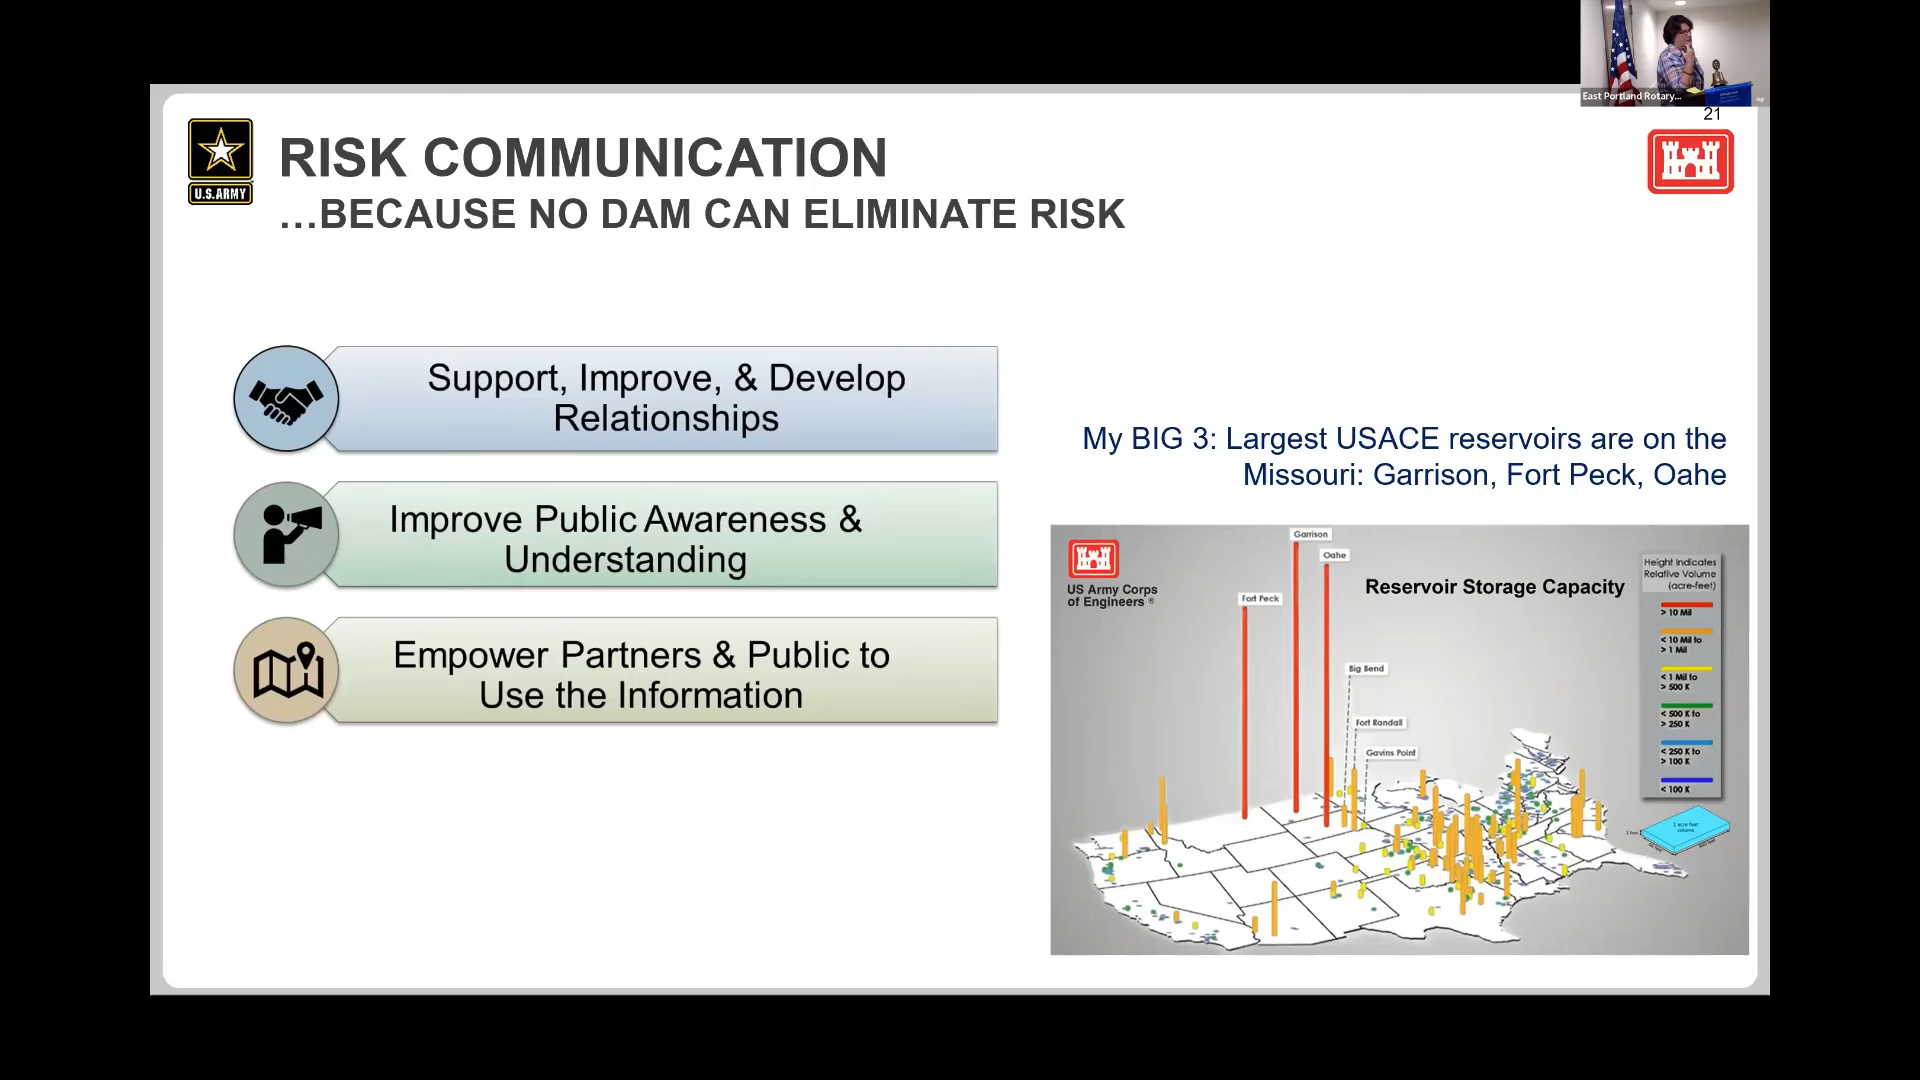 East Portland Rotary...
21
U.S.ARMY
RISK COMMUNICATION
...BECAUSE NO DAM CAN ELIMINATE RISK
Support, Improve, & Develop
Relationships
Improve Public Awareness &
Understanding
Empower Partners & Public to
Use the Information
My BIG 3: Largest USACE reservoirs are on the
Missouri: Garrison, Fort Peck, Oahe
US Army Corps
of Engineers ®
Reservoir Storage Capacity
Garrison
Oahe
Fort Peck
Big Bend
Fort Randall
Gavins Point
Height Indicates
Relative Volume
(acre-feet)
> 10 Mil
< 10 Mil to
> 1 Mil
< 1 Mil to
> 500 K
< 500 K to
> 250 K
< 250 K to
> 100 K
< 100 K
1 acre feet
volume